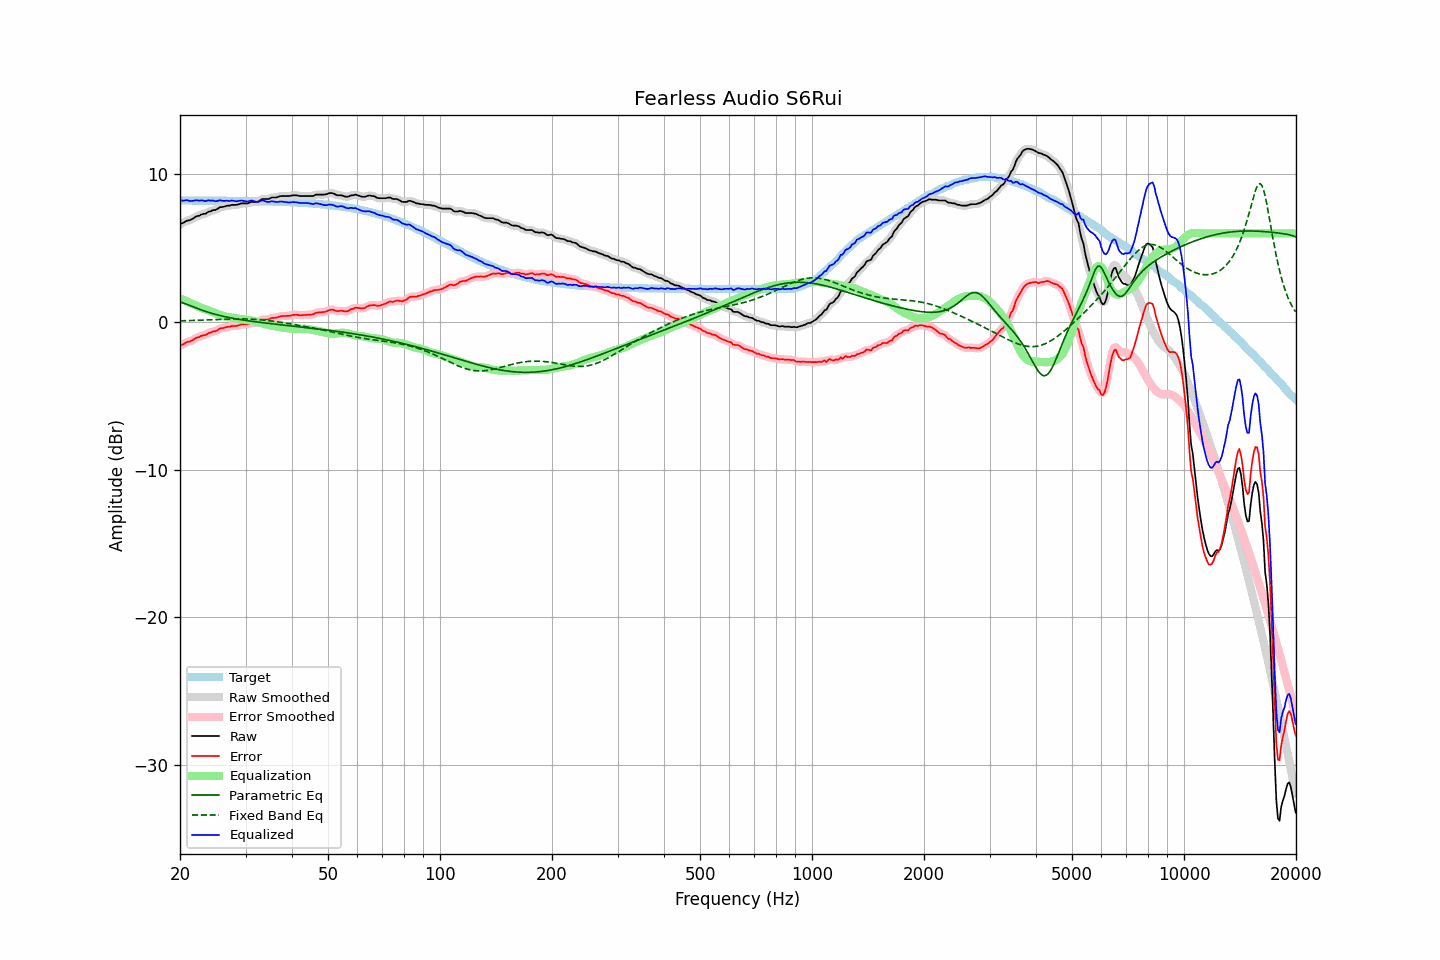 Fearless Audio S6Rui
10
0
−10
−20
−30
Amplitude (dBr)
Target
Raw Smoothed
Error Smoothed
Raw
Error
Equalization
Parametric Eq
Fixed Band Eq
Equalized
20 50 100 200 500 1000 2000 5000 10000 20000
Frequency (Hz)